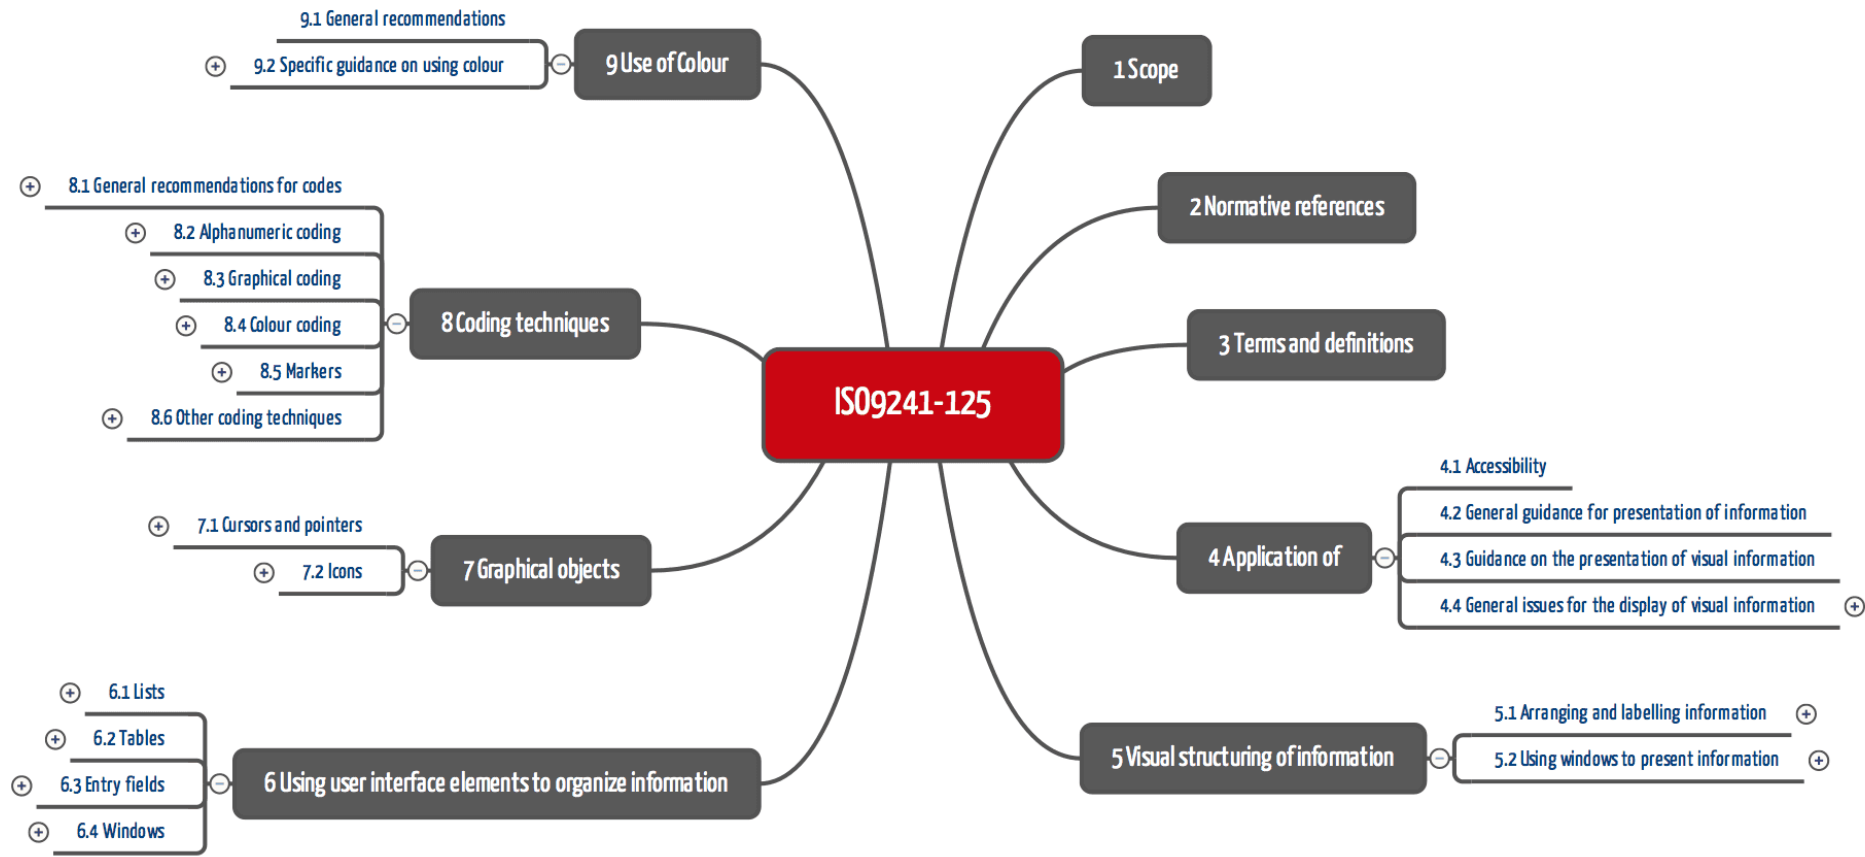 ISO9241-125
1 Scope
2 Normative references
3 Terms and definitions
4 Application of
4.1 Accessibility
4.2 General guidance for presentation of information
4.3 Guidance on the presentation of visual information
4.4 General issues for the display of visual information
5 Visual structuring of information
5.1 Arranging and labelling information
5.2 Using windows to present information
6 Using user interface elements to organize information
6.1 Lists
6.2 Tables
6.3 Entry fields
6.4 Windows
7 Graphical objects
7.1 Cursors and pointers
7.2 Icons
8 Coding techniques
8.1 General recommendations for codes
8.2 Alphanumeric coding
8.3 Graphical coding
8.4 Colour coding
8.5 Markers
8.6 Other coding techniques
9 Use of Colour
9.1 General recommendations
9.2 Specific guidance on using colour